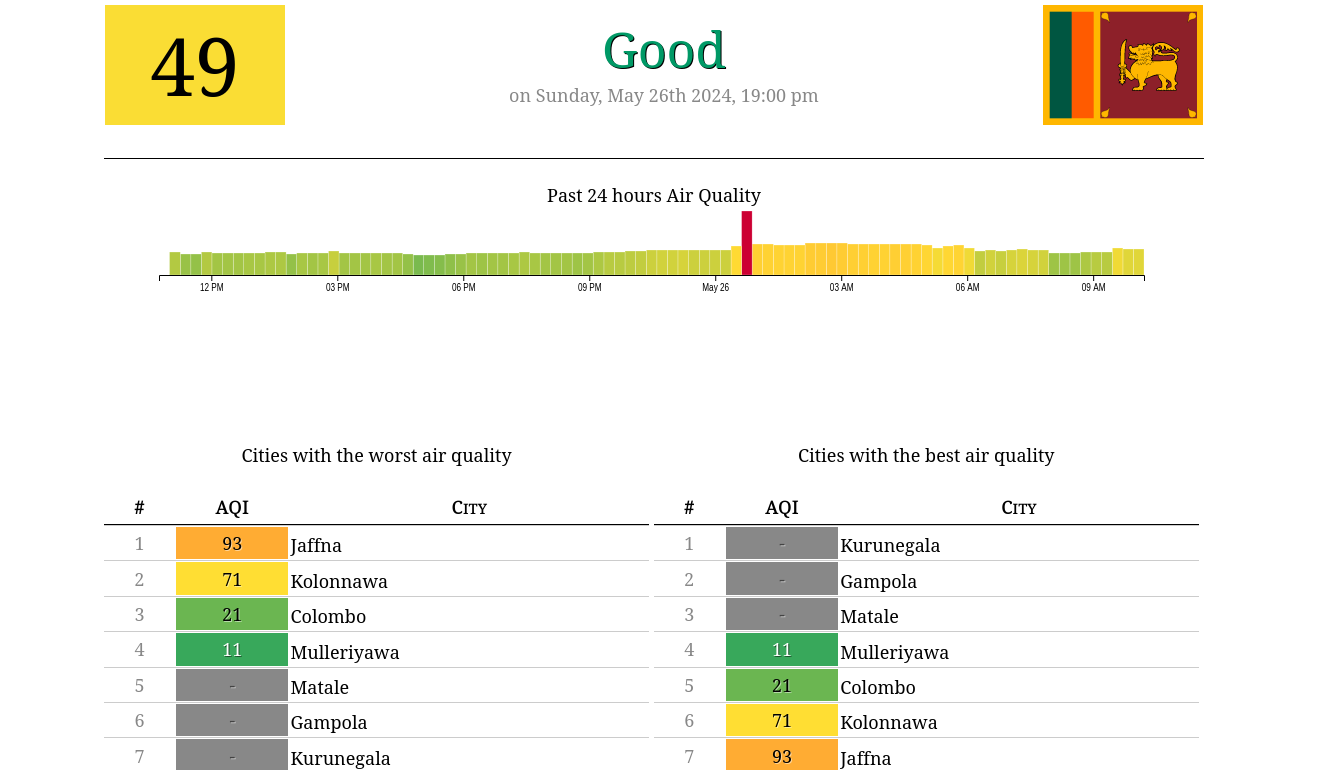 49
Good
on Sunday, May 26th 2024, 19:00 pm
Past 24 hours Air Quality
12 PM 03 PM 06 PM 09 PM May 26 03 AM 06 AM 09 AM
Cities with the worst air quality
# AQI City
1 93 Jaffna
2 71 Kolonnawa
3 21 Colombo
4 11 Mulleriyawa
5 - Matale
6 - Gampola
7 - Kurunegala
Cities with the best air quality
# AQI City
1 - Kurunegala
2 - Gampola
3 - Matale
4 11 Mulleriyawa
5 21 Colombo
6 71 Kolonnawa
7 93 Jaffna